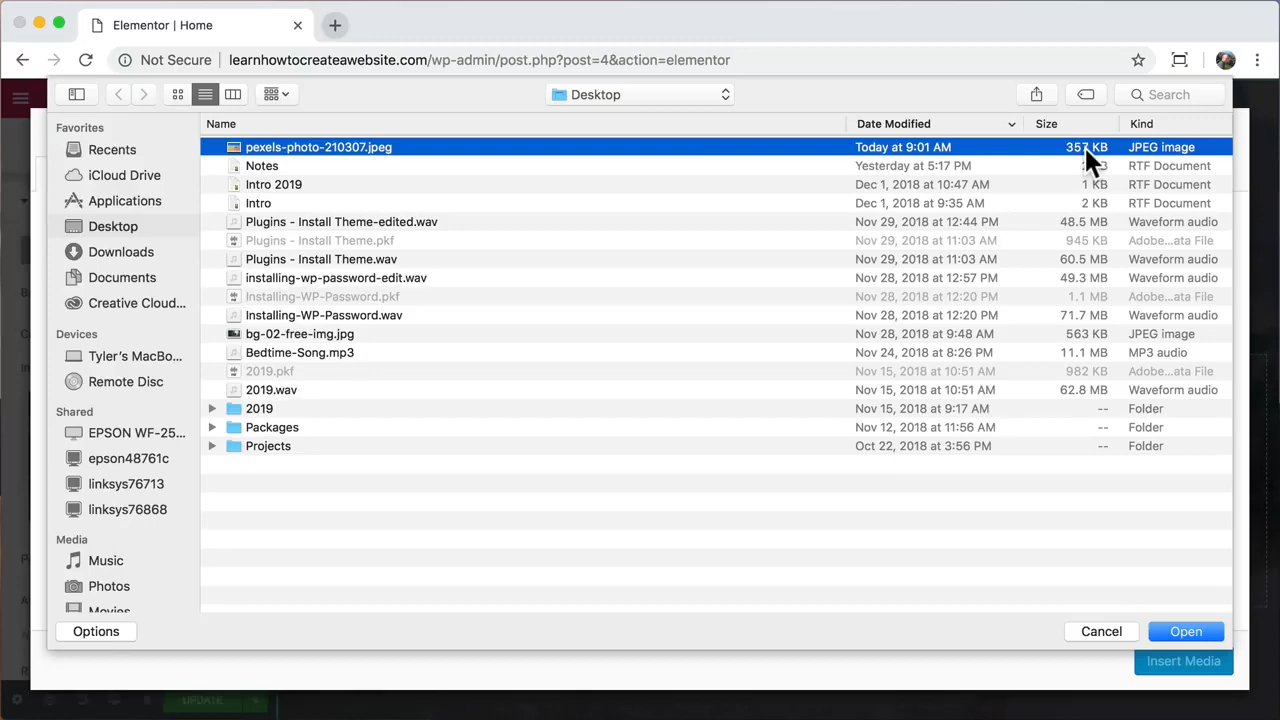 Elementor | Home
Not Secure learnhowtocreateawebsite.com/wp-admin/post.php?post=4&action=elementor
Desktop
Search
Favorites
Recents
iCloud Drive
Applications
Desktop
Downloads
Documents
Creative Cloud...
Devices
Tyler's MacBo...
Remote Disc
Shared
EPSON WF-25...
epson48761c
linksys76713
linksys76868
Media
Music
Photos
Movies
Name Date Modified Size Kind
pexels-photo-210307.jpeg Today at 9:01 AM 357 KB JPEG image
Notes Yesterday at 5:17 PM RTF Document
Intro 2019 Dec 1, 2018 at 10:47 AM 1 KB RTF Document
Intro Dec 1, 2018 at 9:35 AM 2 KB RTF Document
Plugins - Install Theme-edited.wav Nov 29, 2018 at 12:44 PM 48.5 MB Waveform audio
Plugins - Install Theme.pkf Nov 29, 2018 at 11:03 AM 945 KB Adobe...ata File
Plugins - Install Theme.wav Nov 29, 2018 at 11:03 AM 60.5 MB Waveform audio
installing-wp-password-edit.wav Nov 28, 2018 at 12:57 PM 49.3 MB Waveform audio
Installing-WP-Password.pkf Nov 28, 2018 at 12:20 PM 1.1 MB Adobe...ata File
Installing-WP-Password.wav Nov 28, 2018 at 12:20 PM 71.7 MB Waveform audio
bg-02-free-img.jpg Nov 28, 2018 at 9:48 AM 563 KB JPEG image
Bedtime-Song.mp3 Nov 24, 2018 at 8:26 PM 11.1 MB MP3 audio
2019.pkf Nov 15, 2018 at 10:51 AM 982 KB Adobe...ata File
2019.wav Nov 15, 2018 at 10:51 AM 62.8 MB Waveform audio
2019 Nov 15, 2018 at 9:17 AM -- Folder
Packages Nov 12, 2018 at 11:56 AM -- Folder
Projects Oct 22, 2018 at 3:56 PM -- Folder
Options
Cancel
Open
Insert Media
UPDATE